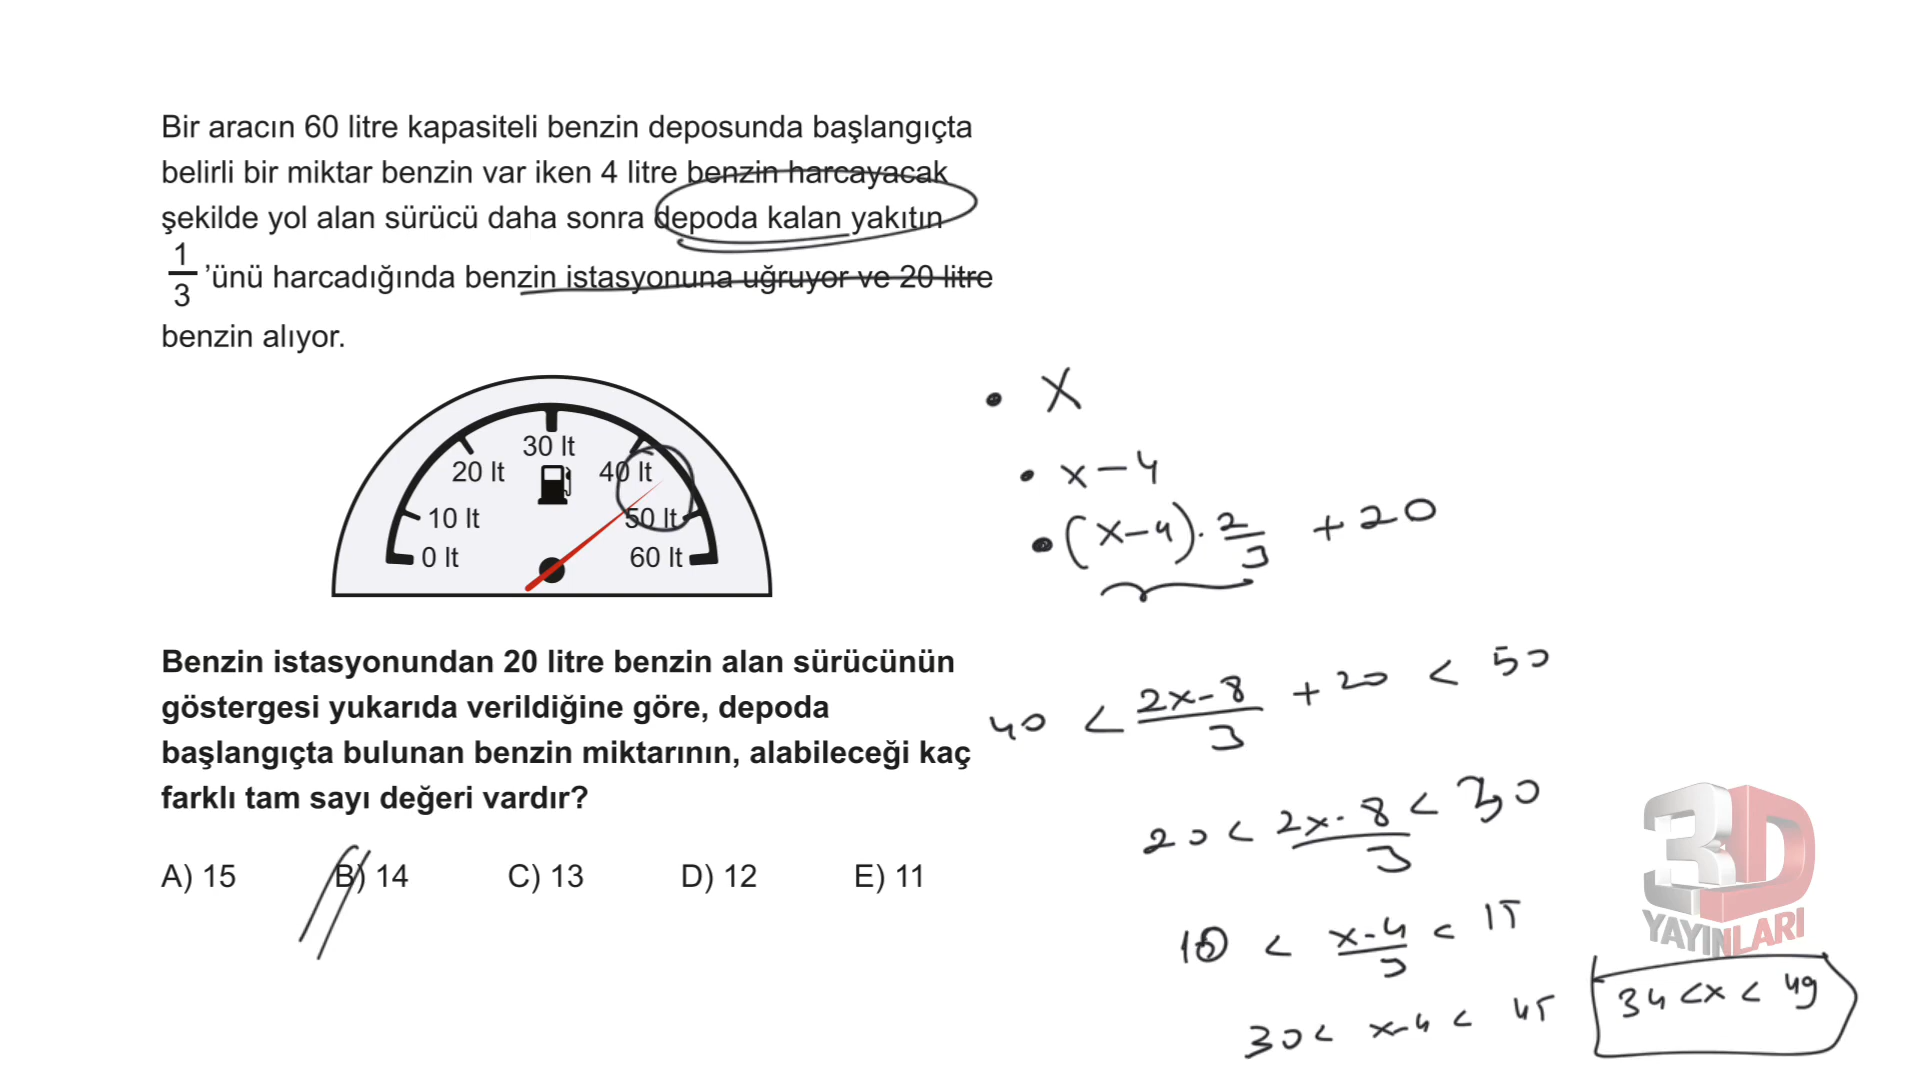 Bir aracın 60 litre kapasiteli benzin deposunda başlangıçta
belirli bir miktar benzin var iken 4 litre benzin harcayacak
şekilde yol alan sürücü daha sonra depoda kalan yakıtın
1/3 ’ünü harcadığında benzin istasyonuna uğruyor ve 20 litre
benzin alıyor.
30 lt
20 lt 40 lt
10 lt 50 lt
0 lt 60 lt
Benzin istasyonundan 20 litre benzin alan sürücünün
göstergesi yukarıda verildiğine göre, depoda
başlangıçta bulunan benzin miktarının, alabileceği kaç
farklı tam sayı değeri vardır?
A) 15 B) 14 C) 13 D) 12 E) 11
• x
• x-4
• (x-4).2/3 +20
40 < (2x-8)/3 + 20 < 50
20 < (2x-8)/3 < 30
10 < (x-4)/3 < 15
30 < x-4 < 45
34 < x < 49
3D
YAYINLARI